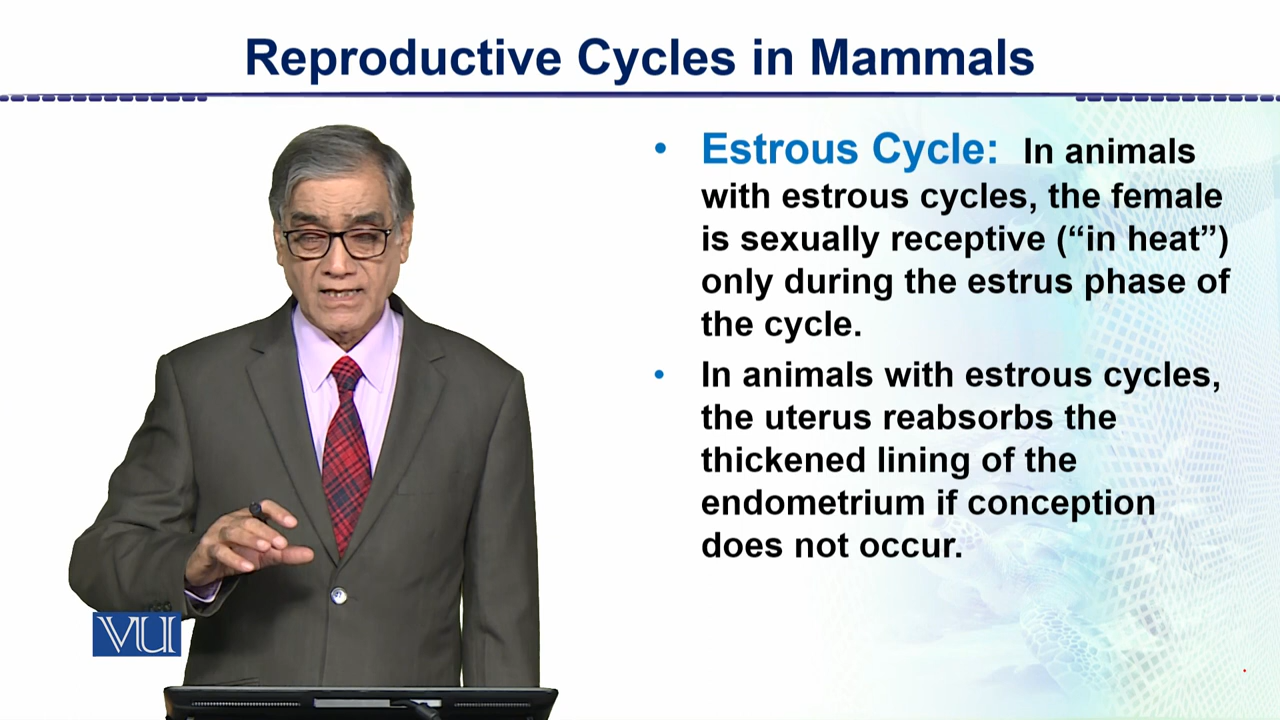 Reproductive Cycles in Mammals
• Estrous Cycle: In animals
with estrous cycles, the female
is sexually receptive (“in heat”)
only during the estrus phase of
the cycle.
• In animals with estrous cycles,
the uterus reabsorbs the
thickened lining of the
endometrium if conception
does not occur.
VU